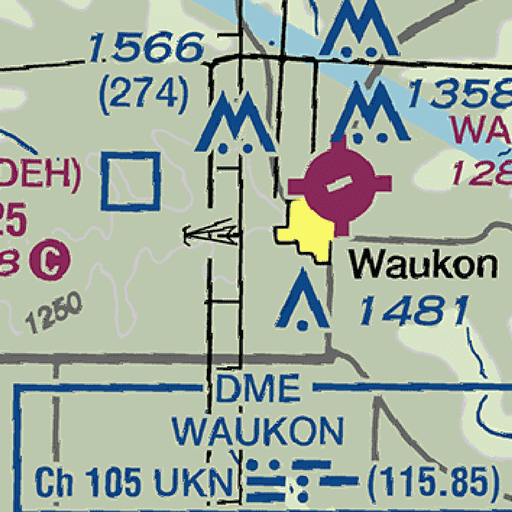 1566
(274)
1358
WA
128
DEH)
25
8 C
Waukon
1250
1481
DME
WAUKON
Ch 105 UKN (115.85)